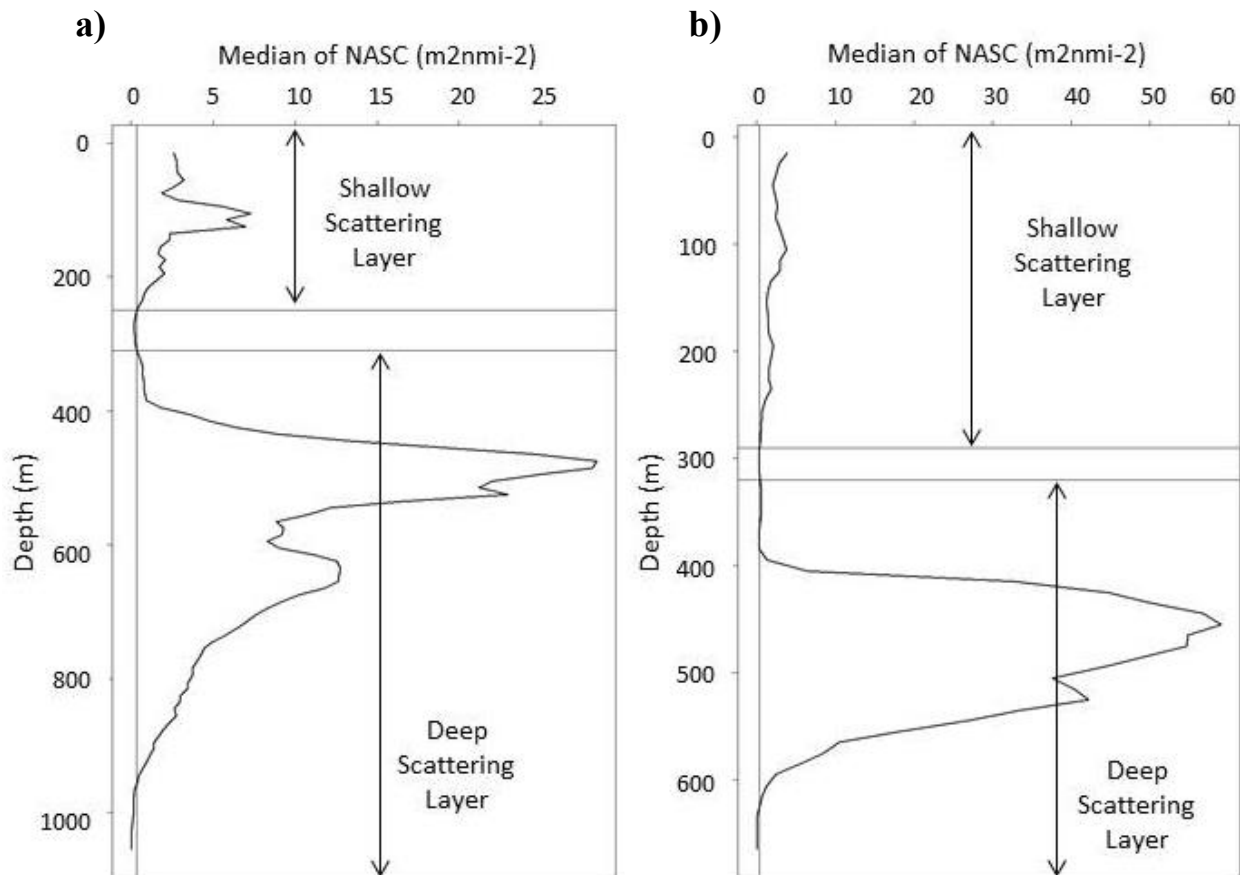 a)
Median of NASC (m2nmi-2)
0 5 10 15 20 25
0
200
400
600
800
1000
Depth (m)
Shallow
Scattering
Layer
Deep
Scattering
Layer
b)
Median of NASC (m2nmi-2)
0 10 20 30 40 50 60
0
100
200
300
400
500
600
Depth (m)
Shallow
Scattering
Layer
Deep
Scattering
Layer